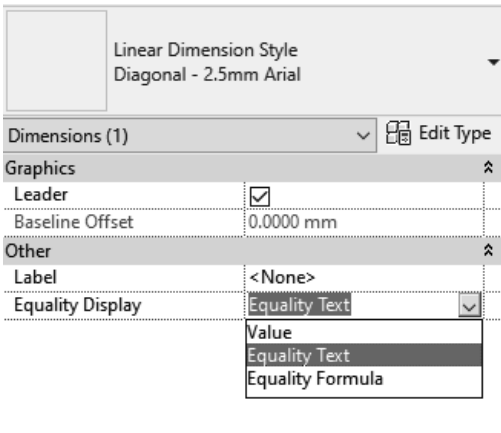 Linear Dimension Style
Diagonal - 2.5mm Arial
Dimensions (1) Edit Type
Graphics
Leader
Baseline Offset 0.0000 mm
Other
Label <None>
Equality Display Equality Text
Value
Equality Text
Equality Formula